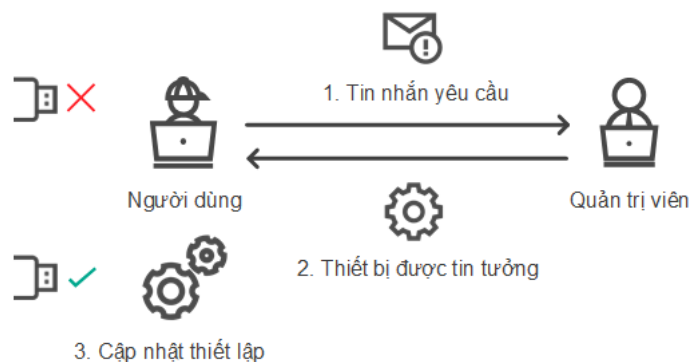 1. Tin nhắn yêu cầu
Người dùng
Quản trị viên
2. Thiết bị được tin tưởng
3. Cập nhật thiết lập